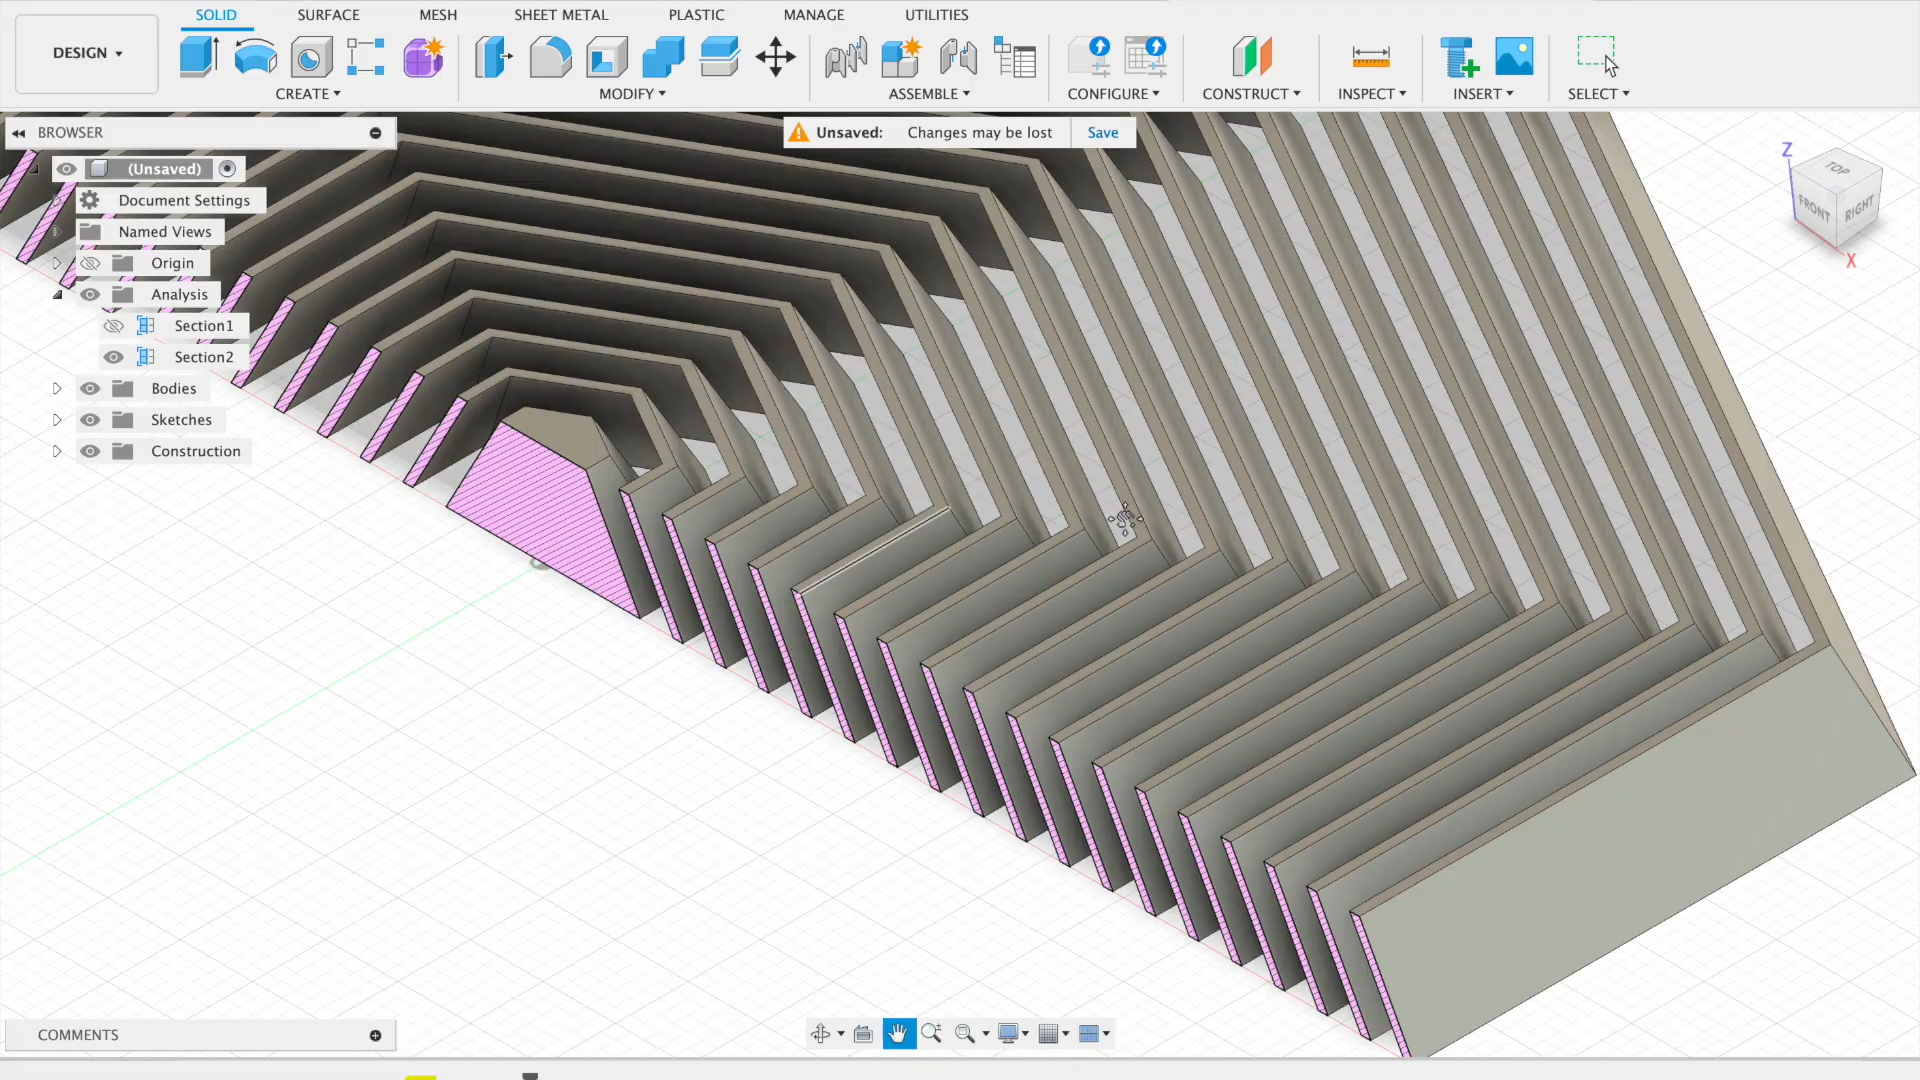 SOLID SURFACE MESH SHEET METAL PLASTIC MANAGE UTILITIES
DESIGN
CREATE MODIFY ASSEMBLE CONFIGURE CONSTRUCT INSPECT INSERT SELECT
BROWSER
Unsaved: Changes may be lost Save
(Unsaved)
Document Settings
Named Views
Origin
Analysis
Section1
Section2
Bodies
Sketches
Construction
Z
TOP
FRONT RIGHT
X
COMMENTS